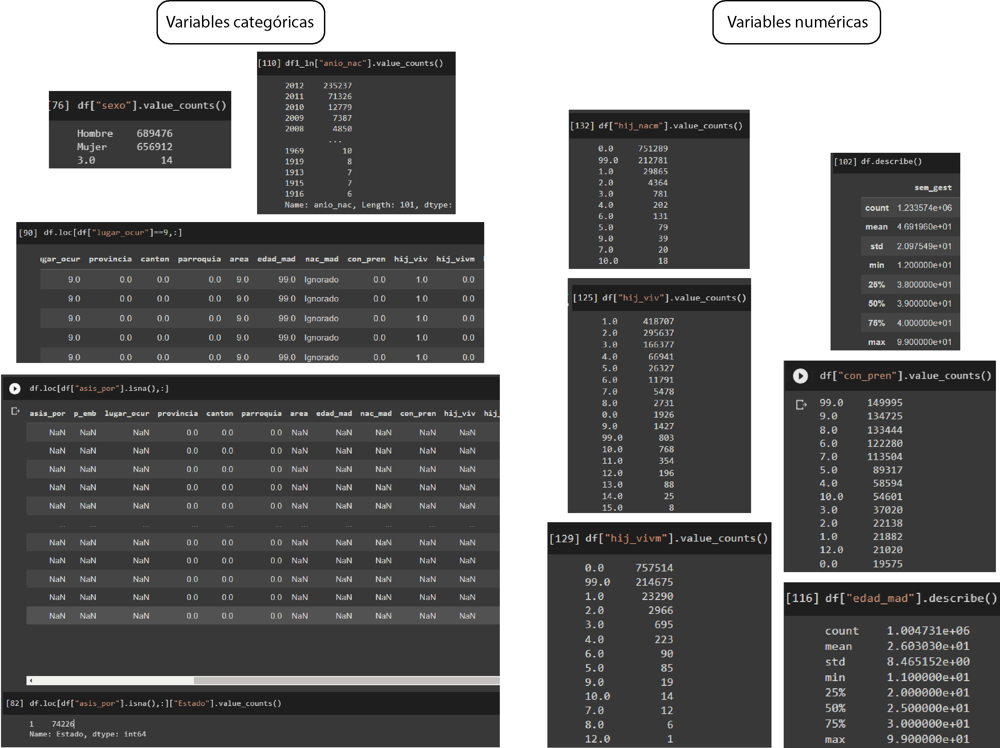 Variables categóricas
[110] df1_1n["anio_nac"].value_counts()
2012 235237
2011 71326
2010 12779
2009 7387
2008 4850
...
1969 10
1919 8
1913 7
1915 7
1916 6
Name: anio_nac, Length: 101, dtype:
[76] df["sexo"].value_counts()
Hombre 689476
Mujer 656912
3.0 14
[90] df.loc[df["lugar_ocur"]==9,:]
ugar_ocur provincia canton parroquia area edad_mad nac_mad con_pren hij_viv hij_vivm
9.0 0.0 0.0 0.0 9.0 99.0 Ignorado 0.0 1.0 0.0
9.0 0.0 0.0 0.0 9.0 99.0 Ignorado 0.0 1.0 0.0
9.0 0.0 0.0 0.0 9.0 99.0 Ignorado 0.0 1.0 0.0
9.0 0.0 0.0 0.0 9.0 99.0 Ignorado 0.0 1.0 0.0
9.0 0.0 0.0 0.0 9.0 99.0 Ignorado 0.0 1.0 0.0
df.loc[df["asis_por"].isna(),:]
asis_por p_emb lugar_ocur provincia canton parroquia area edad_mad nac_mad con_pren hij_viv hij_
NaN NaN NaN 0.0 0.0 0.0 NaN NaN NaN NaN NaN
NaN NaN NaN 0.0 0.0 0.0 NaN NaN NaN NaN NaN
NaN NaN NaN 0.0 0.0 0.0 NaN NaN NaN NaN NaN
NaN NaN NaN 0.0 0.0 0.0 NaN NaN NaN NaN NaN
NaN NaN NaN 0.0 0.0 0.0 NaN NaN NaN NaN NaN
... ... ... ... ... ... ... ... ... ... ...
NaN NaN NaN 0.0 0.0 0.0 NaN NaN NaN NaN NaN
NaN NaN NaN 0.0 0.0 0.0 NaN NaN NaN NaN NaN
NaN NaN NaN 0.0 0.0 0.0 NaN NaN NaN NaN NaN
NaN NaN NaN 0.0 0.0 0.0 NaN NaN NaN NaN NaN
NaN NaN NaN 0.0 0.0 0.0 NaN NaN NaN NaN NaN
[82] df.loc[df["asis_por"].isna(),:]["Estado"].value_counts()
1 74226
Name: Estado, dtype: int64
Variables numéricas
[132] df["hij_nacm"].value_counts()
0.0 751289
99.0 212781
1.0 29865
2.0 4364
3.0 781
4.0 202
6.0 131
5.0 79
9.0 39
7.0 20
10.0 18
[125] df["hij_viv"].value_counts()
1.0 418707
2.0 295637
3.0 166377
4.0 66941
5.0 26327
6.0 11791
7.0 5478
8.0 2731
0.0 1926
9.0 1427
99.0 803
10.0 768
11.0 354
12.0 196
13.0 88
14.0 25
15.0 8
[129] df["hij_vivm"].value_counts()
0.0 757514
99.0 214675
1.0 23290
2.0 2966
3.0 695
4.0 223
6.0 90
5.0 85
9.0 19
10.0 14
7.0 12
8.0 6
12.0 1
[102] df.describe()
sem_gest
count 1.233574e+06
mean 4.691960e+01
std 2.097549e+01
min 1.200000e+01
25% 3.800000e+01
50% 3.900000e+01
75% 4.000000e+01
max 9.900000e+01
df["con_pren"].value_counts()
99.0 149995
9.0 134725
8.0 133444
6.0 122280
7.0 113504
5.0 89317
4.0 58594
10.0 54601
3.0 37020
2.0 22138
1.0 21882
12.0 21020
0.0 19575
[116] df["edad_mad"].describe()
count 1.004731e+06
mean 2.603030e+01
std 8.465152e+00
min 1.100000e+01
25% 2.000000e+01
50% 2.500000e+01
75% 3.000000e+01
max 9.900000e+01